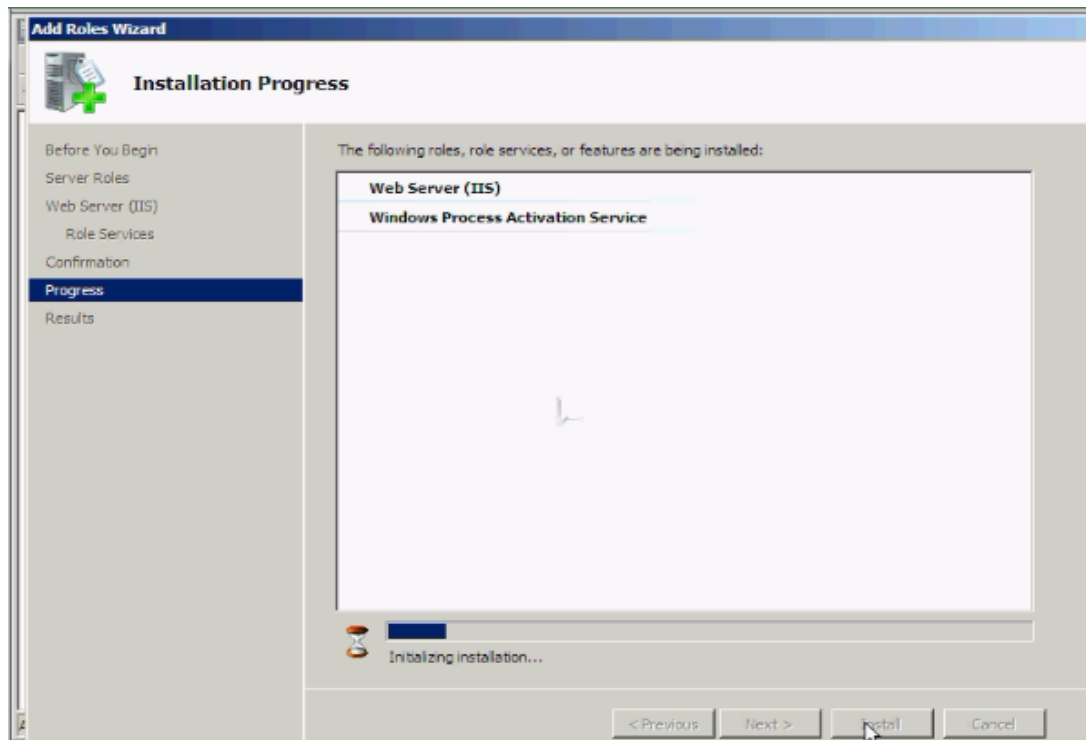 Add Roles Wizard
Installation Progress
Before You Begin
Server Roles
Web Server (IIS)
Role Services
Confirmation
Progress
Results
The following roles, role services, or features are being installed:
Web Server (IIS)
Windows Process Activation Service
Initializing installation...
< Previous
Next >
Install
Cancel